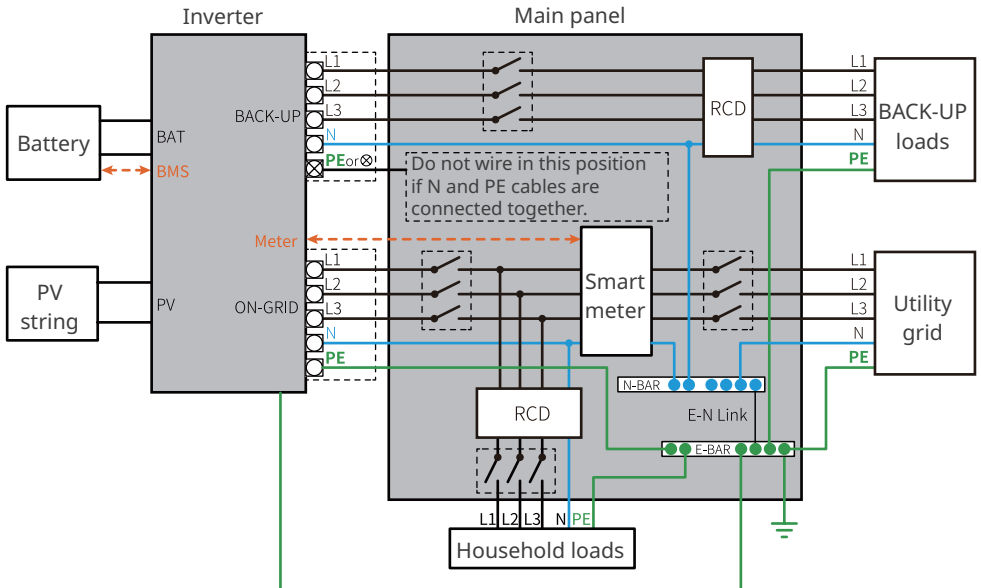 Inverter
Main panel
L1
L2
L3
N
PEor⊗
BACK-UP
Battery
BAT
BMS
RCD
L1
L2
L3
N
PE
BACK-UP
loads
Do not wire in this position
if N and PE cables are
connected together.
Meter
L1
L2
L3
N
PE
ON-GRID
PV
string
PV
Smart
meter
L1
L2
L3
N
PE
Utility
grid
N-BAR
E-N Link
E-BAR
RCD
L1 L2 L3 N PE
Household loads